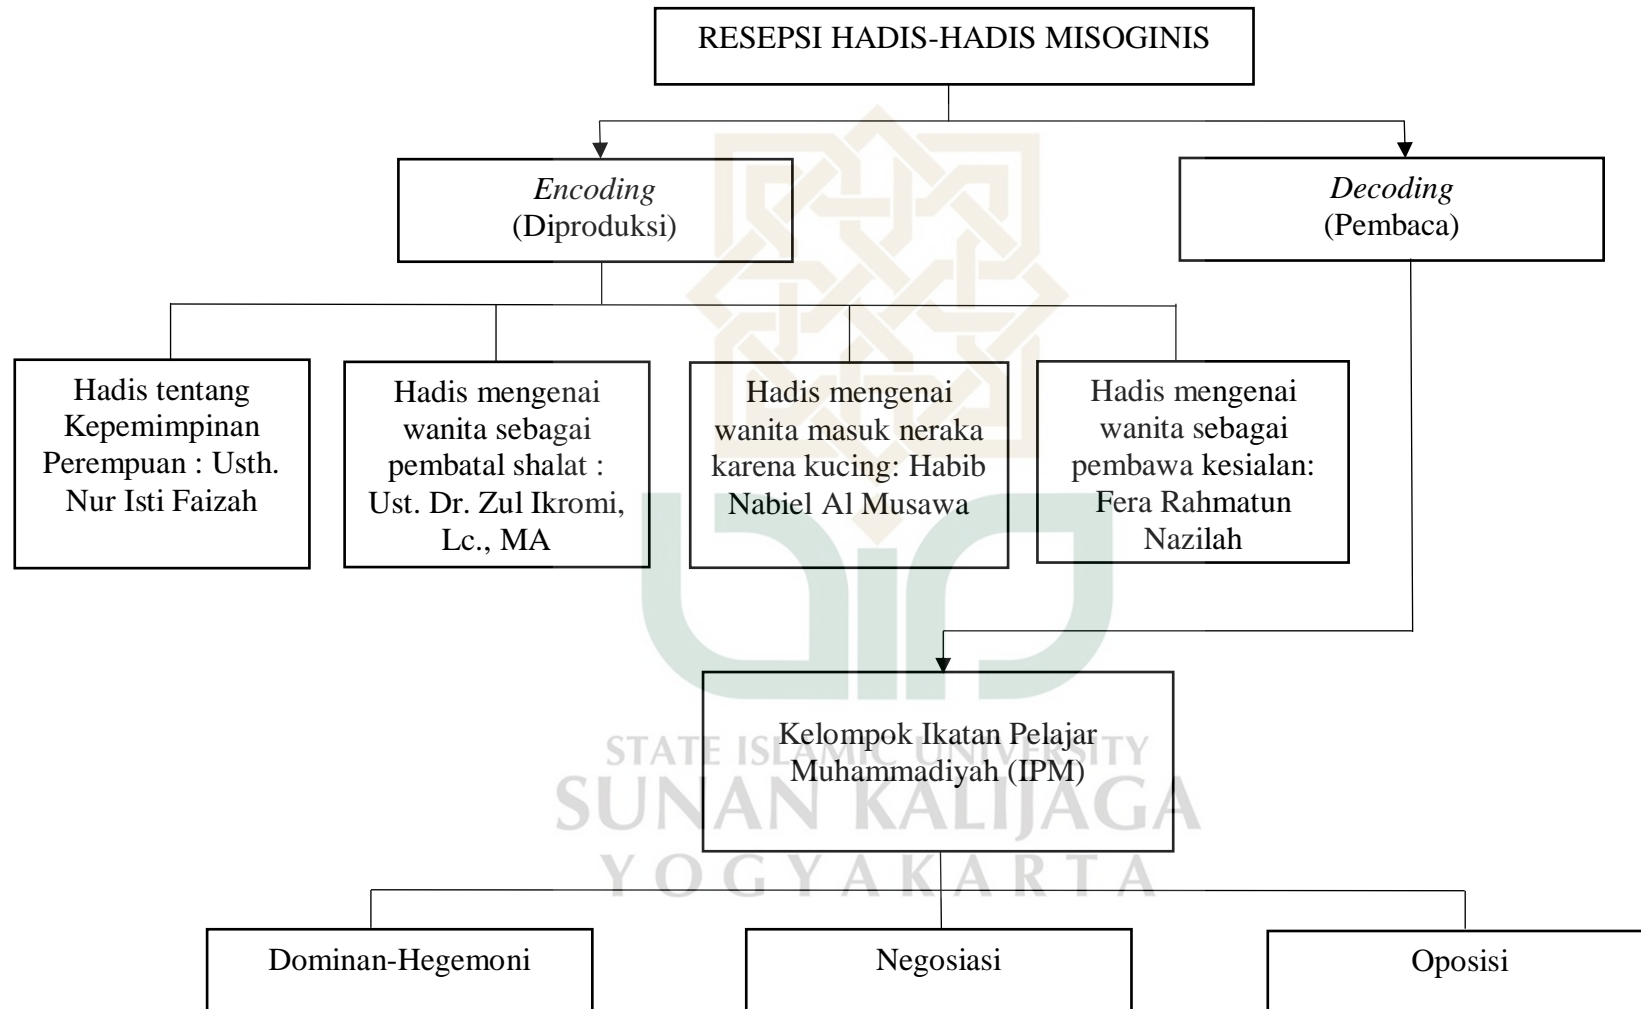 RESEPSI HADIS-HADIS MISOGINIS
Encoding
(Diproduksi)
Decoding
(Pembaca)
Hadis tentang
Kepemimpinan
Perempuan : Usth.
Nur Isti Faizah
Hadis mengenai
wanita sebagai
pembatal shalat :
Ust. Dr. Zul Ikromi,
Lc., MA
Hadis mengenai
wanita masuk neraka
karena kucing: Habib
Nabiel Al Musawa
Hadis mengenai
wanita sebagai
pembawa kesialan:
Fera Rahmatun
Nazilah
Kelompok Ikatan Pelajar
Muhammadiyah (IPM)
STATE ISLAMIC UNIVERSITY
SUNAN KALIJAGA
YOGYAKARTA
Dominan-Hegemoni
Negosiasi
Oposisi